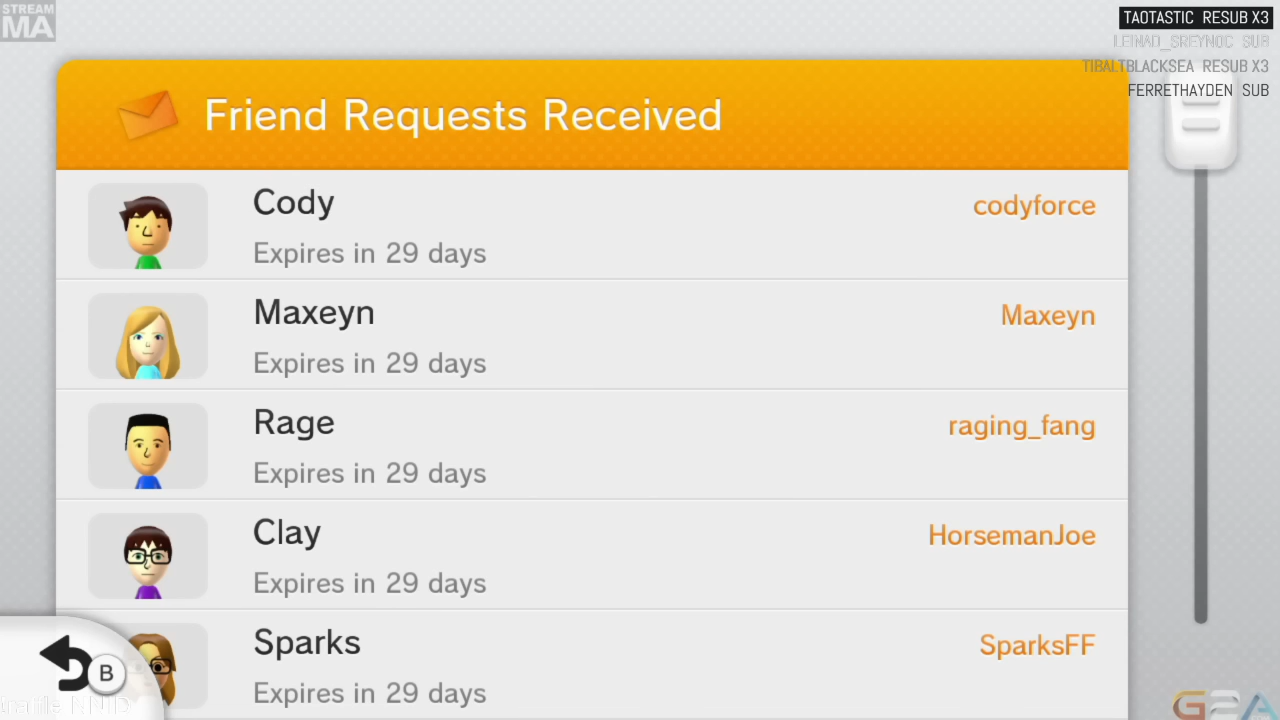 STREAM
MA
TAOTASTIC RESUB X3
LEINAD_SREYNOC SUB
TIBALTBLACKSEA RESUB X3
FERRETHAYDEN SUB
Friend Requests Received
Cody
codyforce
Expires in 29 days
Maxeyn
Maxeyn
Expires in 29 days
Rage
raging_fang
Expires in 29 days
Clay
HorsemanJoe
Expires in 29 days
Sparks
SparksFF
Expires in 29 days
B
G2A